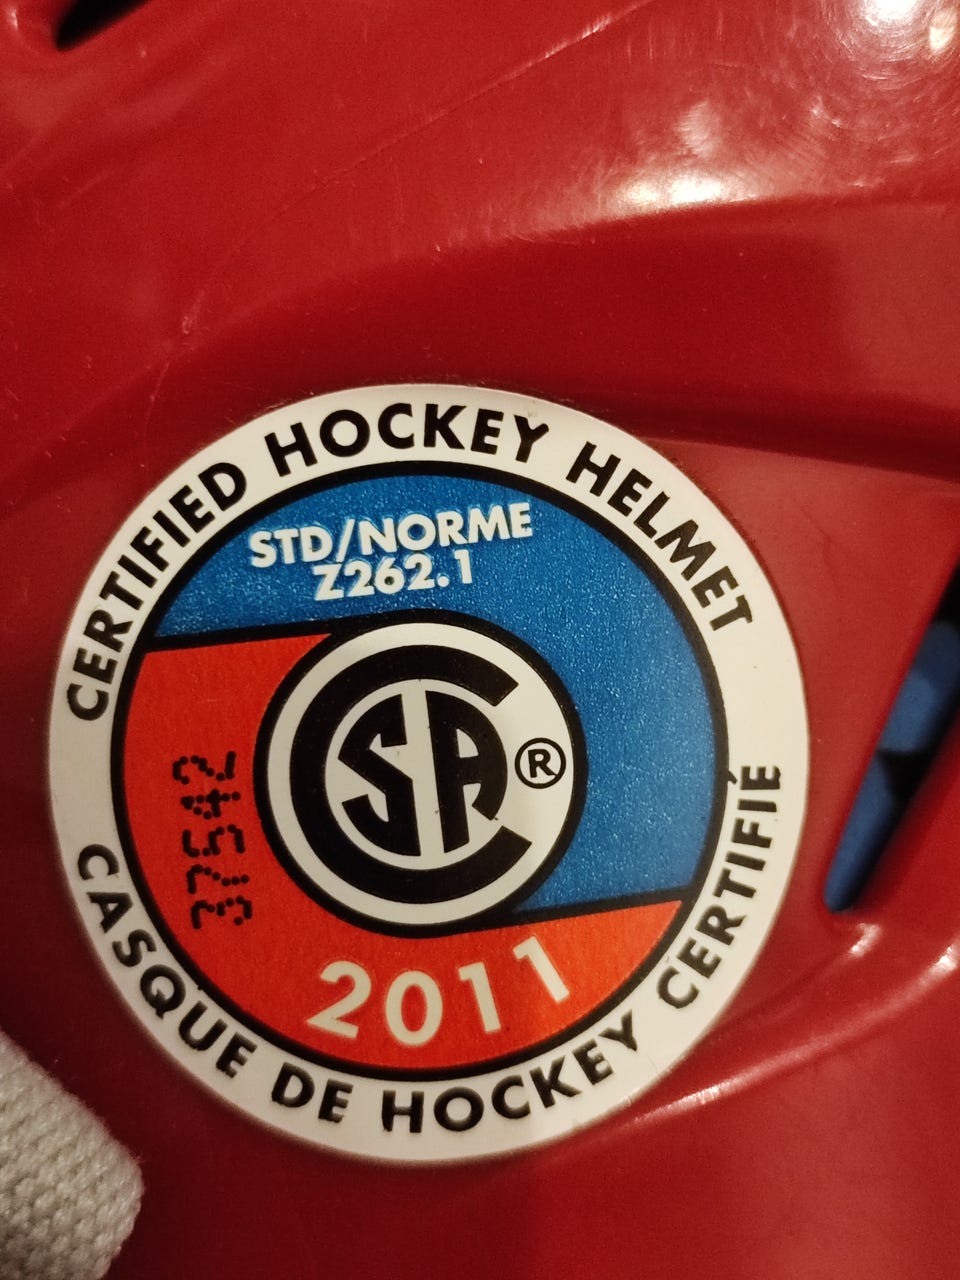 CERTIFIED HOCKEY HELMET
STD/NORME
Z262.1
CSA®
37542
2011
CASQUE DE HOCKEY CERTIFIÉ